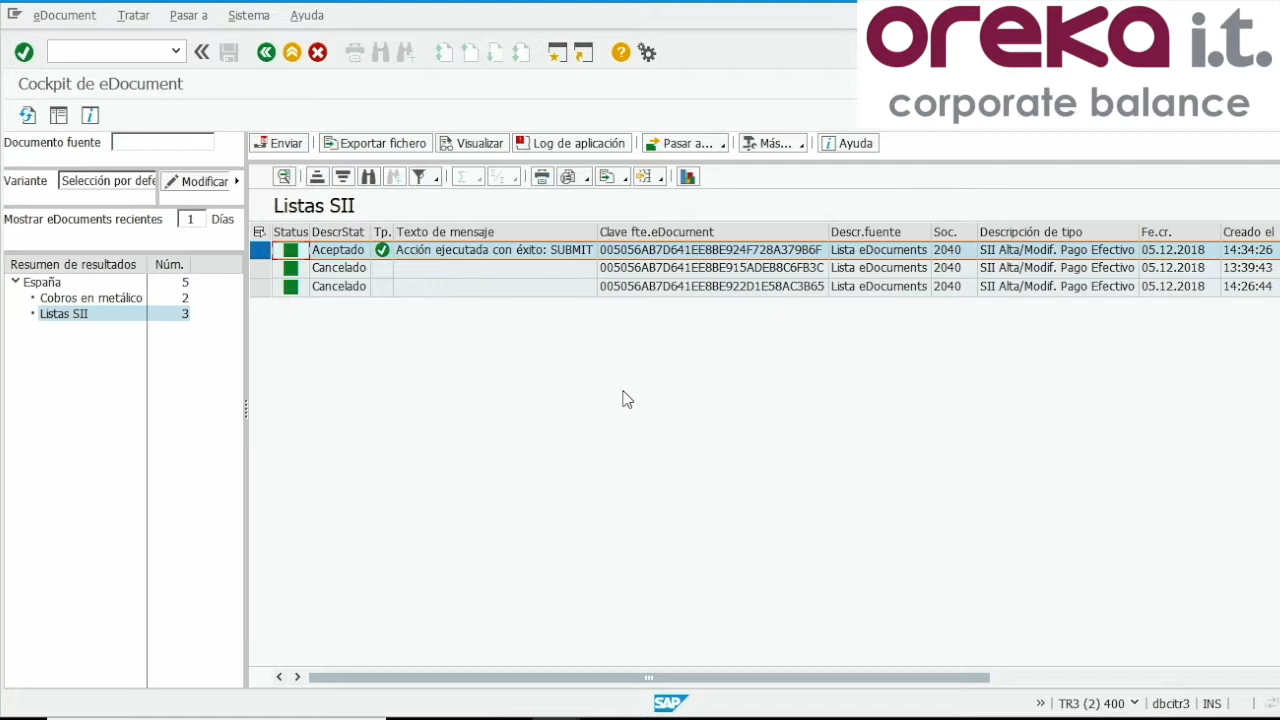 eDocument Tratar Pasar a Sistema Ayuda
oreka i.t.
corporate balance
Cockpit de eDocument
Documento fuente
Variante Selección por defe Modificar
Mostrar eDocuments recientes 1 Días
Resumen de resultados Núm.
España 5
Cobros en metálico 2
Listas SII 3
Enviar Exportar fichero Visualizar Log de aplicación Pasar a... Más... Ayuda
Listas SII
Status DescrStat Tp. Texto de mensaje Clave fte.eDocument Descr.fuente Soc. Descripción de tipo Fe.cr. Creado el
Aceptado Acción ejecutada con éxito: SUBMIT 005056AB7D641EE8BE924F728A379B6F Lista eDocuments 2040 SII Alta/Modif. Pago Efectivo 05.12.2018 14:34:26
Cancelado 005056AB7D641EE8BE915ADEB8C6FB3C Lista eDocuments 2040 SII Alta/Modif. Pago Efectivo 05.12.2018 13:39:43
Cancelado 005056AB7D641EE8BE922D1E58AC3B65 Lista eDocuments 2040 SII Alta/Modif. Pago Efectivo 05.12.2018 14:26:44
SAP TR3 (2) 400 dbcitr3 INS